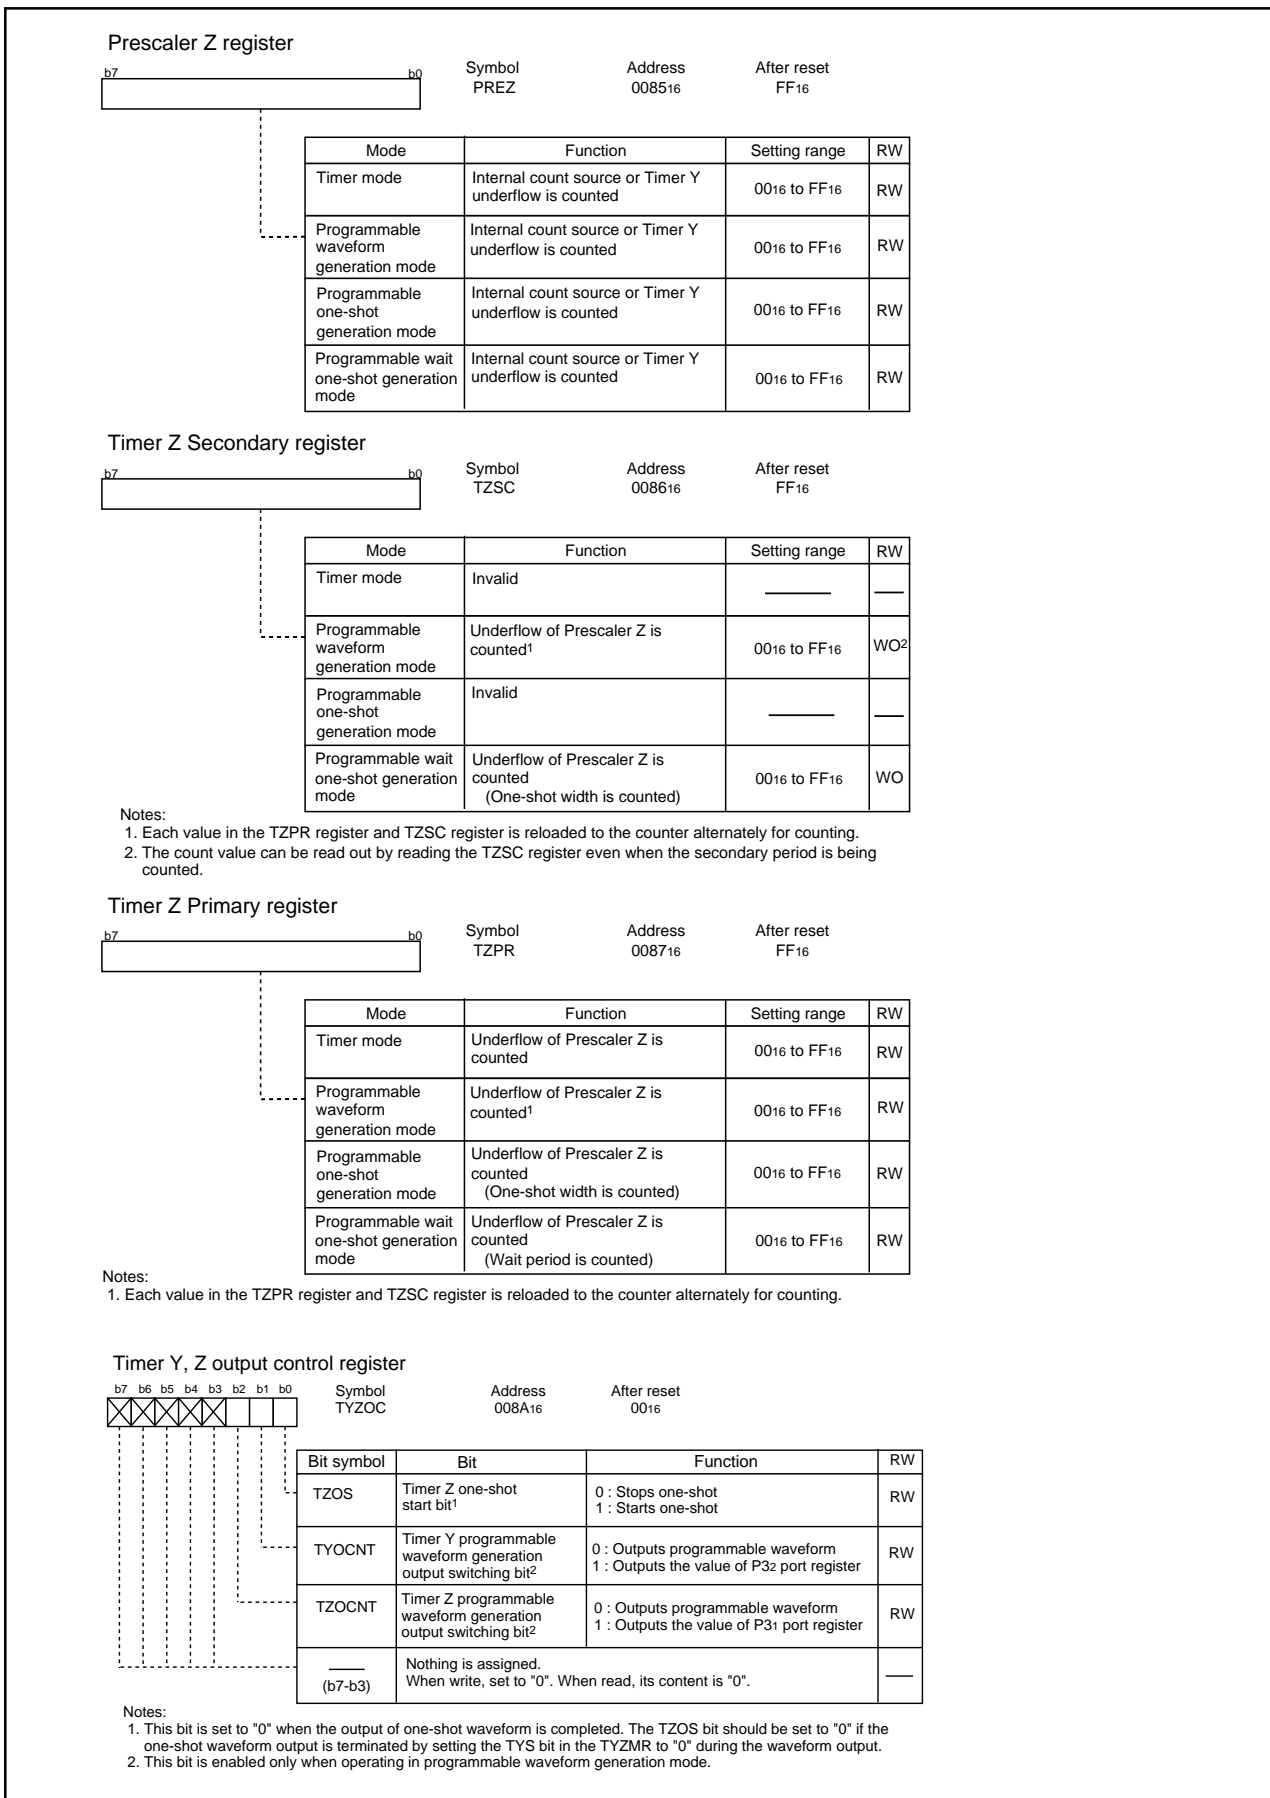 Prescaler Z register
b7 b0 Symbol Address After reset
PREZ 008516 FF16
Mode Function Setting range RW
Timer mode Internal count source or Timer Y
underflow is counted 0016 to FF16 RW
Programmable Internal count source or Timer Y
waveform underflow is counted 0016 to FF16 RW
generation mode
Programmable Internal count source or Timer Y
one-shot underflow is counted 0016 to FF16 RW
generation mode
Programmable wait Internal count source or Timer Y
one-shot generation underflow is counted 0016 to FF16 RW
mode
Timer Z Secondary register
b7 b0 Symbol Address After reset
TZSC 008616 FF16
Mode Function Setting range RW
Timer mode Invalid
Programmable Underflow of Prescaler Z is
waveform counted1 0016 to FF16 WO2
generation mode
Programmable Invalid
one-shot
generation mode
Programmable wait Underflow of Prescaler Z is
one-shot generation counted 0016 to FF16 WO
mode (One-shot width is counted)
Notes:
1. Each value in the TZPR register and TZSC register is reloaded to the counter alternately for counting.
2. The count value can be read out by reading the TZSC register even when the secondary period is being
counted.
Timer Z Primary register
b7 b0 Symbol Address After reset
TZPR 008716 FF16
Mode Function Setting range RW
Timer mode Underflow of Prescaler Z is
counted 0016 to FF16 RW
Programmable Underflow of Prescaler Z is
waveform counted1 0016 to FF16 RW
generation mode
Programmable Underflow of Prescaler Z is
one-shot counted 0016 to FF16 RW
generation mode (One-shot width is counted)
Programmable wait Underflow of Prescaler Z is
one-shot generation counted 0016 to FF16 RW
mode (Wait period is counted)
Notes:
1. Each value in the TZPR register and TZSC register is reloaded to the counter alternately for counting.
Timer Y, Z output control register
b7 b6 b5 b4 b3 b2 b1 b0 Symbol Address After reset
TYZOC 008A16 0016
Bit symbol Bit Function RW
TZOS Timer Z one-shot 0 : Stops one-shot RW
start bit1 1 : Starts one-shot
Timer Y programmable
TYOCNT waveform generation 0 : Outputs programmable waveform RW
output switching bit2 1 : Outputs the value of P32 port register
Timer Z programmable
TZOCNT waveform generation 0 : Outputs programmable waveform RW
output switching bit2 1 : Outputs the value of P31 port register
Nothing is assigned.
(b7-b3) When write, set to "0". When read, its content is "0".
Notes:
1. This bit is set to "0" when the output of one-shot waveform is completed. The TZOS bit should be set to "0" if the
one-shot waveform output is terminated by setting the TYS bit in the TYZMR to "0" during the waveform output.
2. This bit is enabled only when operating in programmable waveform generation mode.